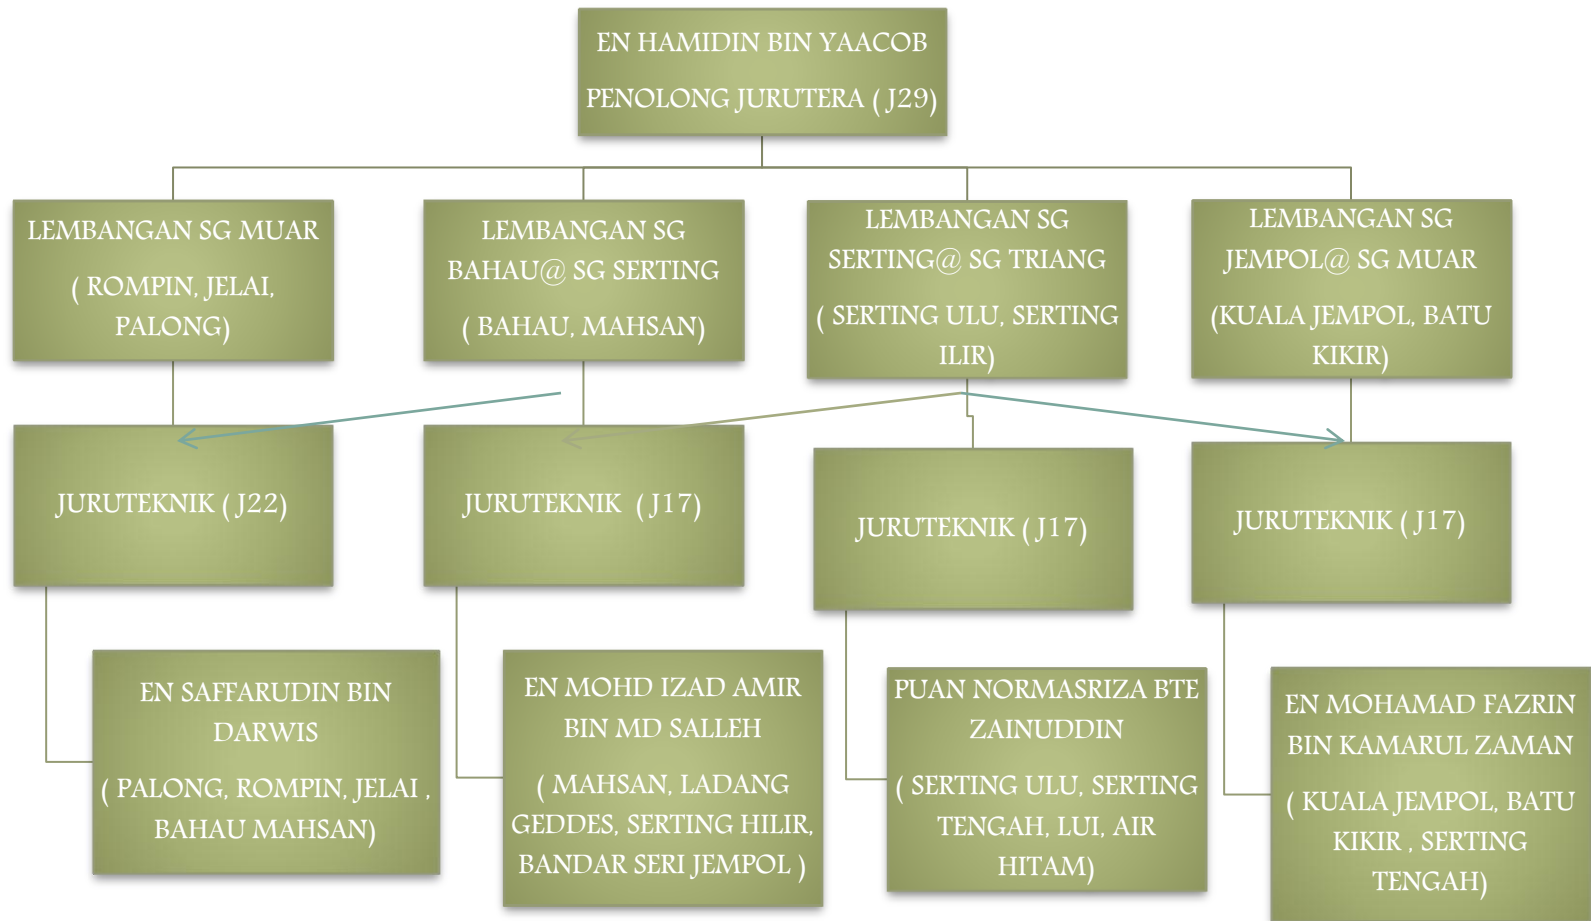 EN HAMIDIN BIN YAACOB
PENOLONG JURUTERA ( J29)
LEMBANGAN SG MUAR
( ROMPIN, JELAI,
PALONG)
LEMBANGAN SG
BAHAU@ SG SERTING
( BAHAU, MAHSAN)
LEMBANGAN SG
SERTING@ SG TRIANG
( SERTING ULU, SERTING
ILIR)
LEMBANGAN SG
JEMPOL@ SG MUAR
(KUALA JEMPOL, BATU
KIKIR)
JURUTEKNIK ( J22)
JURUTEKNIK ( J17)
JURUTEKNIK ( J17)
JURUTEKNIK ( J17)
EN SAFFARUDIN BIN
DARWIS
( PALONG, ROMPIN, JELAI ,
BAHAU MAHSAN)
EN MOHD IZAD AMIR
BIN MD SALLEH
( MAHSAN, LADANG
GEDDES, SERTING HILIR,
BANDAR SERI JEMPOL )
PUAN NORMASRIZA BTE
ZAINUDDIN
( SERTING ULU, SERTING
TENGAH, LUI, AIR
HITAM)
EN MOHAMAD FAZRIN
BIN KAMARUL ZAMAN
( KUALA JEMPOL, BATU
KIKIR , SERTING
TENGAH)